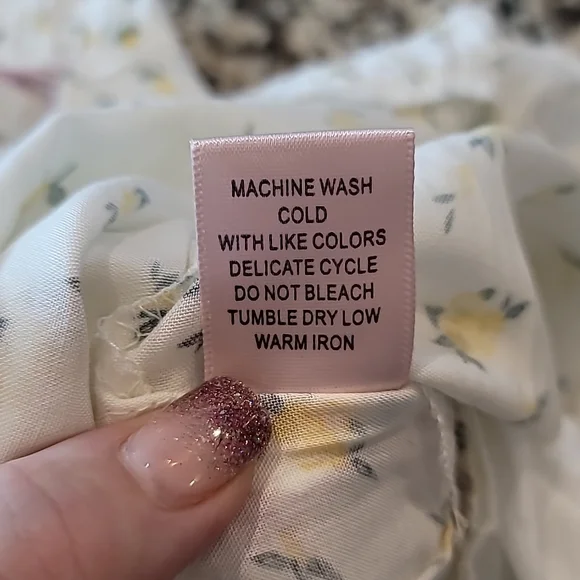 MACHINE WASH
COLD
WITH LIKE COLORS
DELICATE CYCLE
DO NOT BLEACH
TUMBLE DRY LOW
WARM IRON